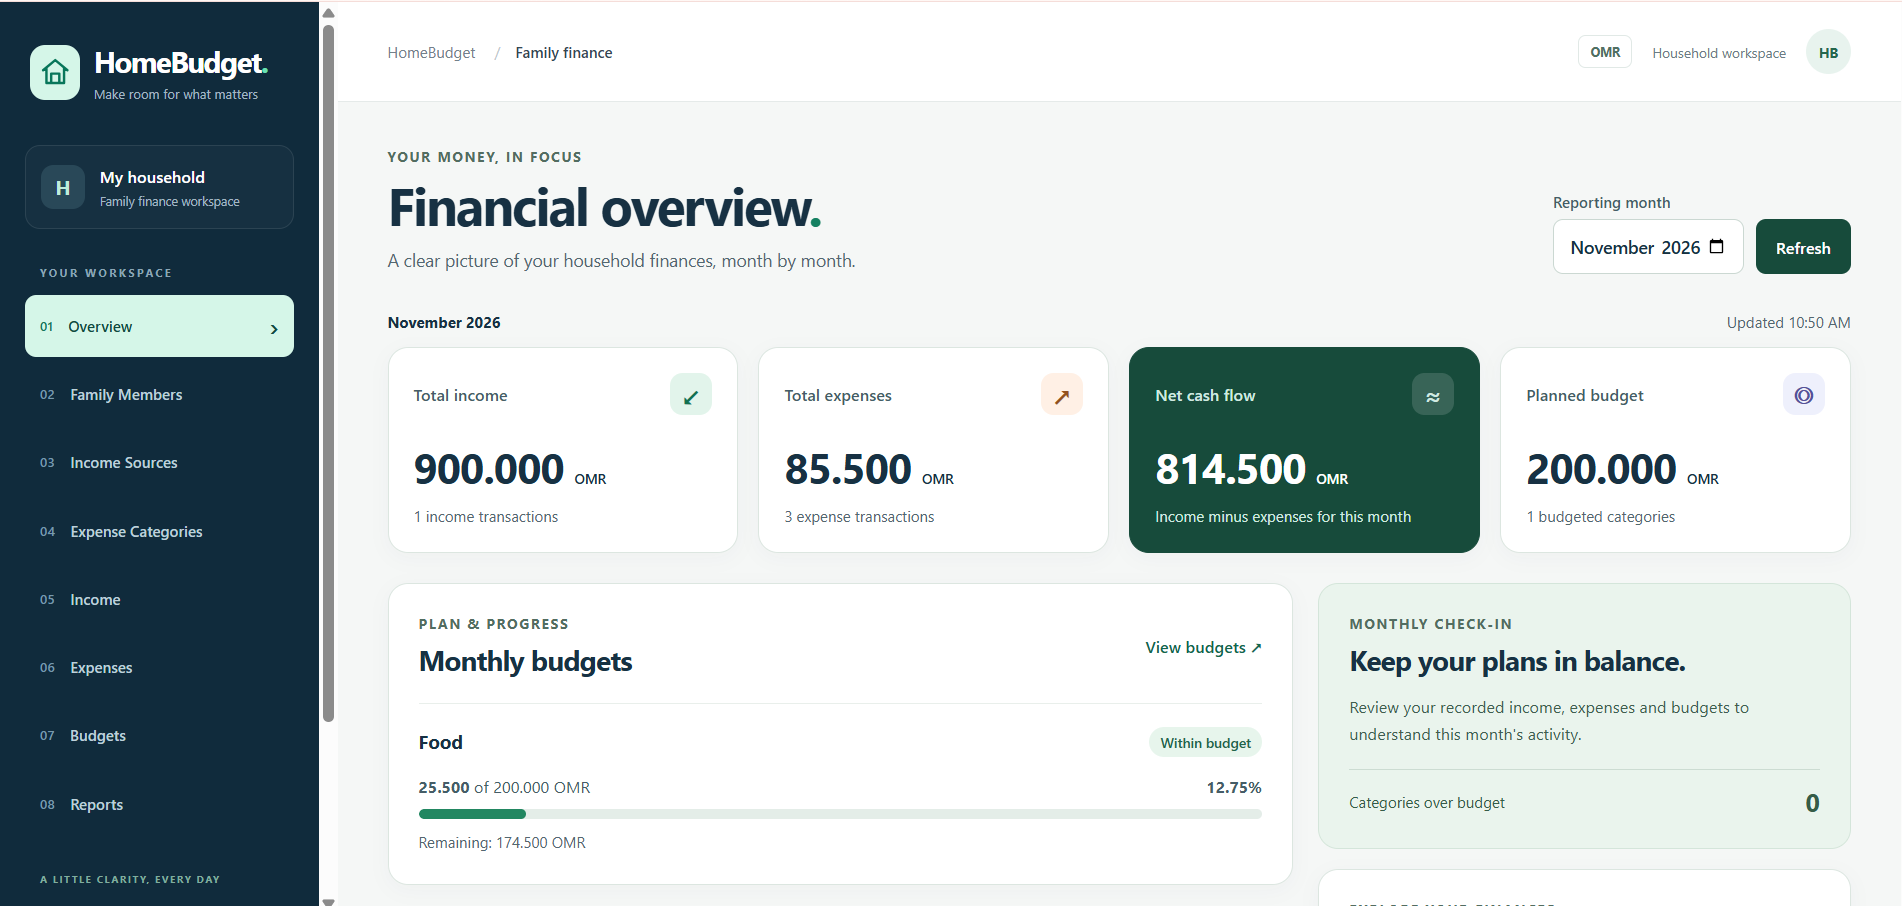 HomeBudget.
Make room for what matters
H
My household
Family finance workspace
YOUR WORKSPACE
01 Overview ›
02 Family Members
03 Income Sources
04 Expense Categories
05 Income
06 Expenses
07 Budgets
08 Reports
A LITTLE CLARITY, EVERY DAY
HomeBudget / Family finance
OMR Household workspace HB
YOUR MONEY, IN FOCUS
Financial overview.
A clear picture of your household finances, month by month.
Reporting month
November 2026
Refresh
November 2026
Updated 10:50 AM
Total income ↙
900.000 OMR
1 income transactions
Total expenses ↗
85.500 OMR
3 expense transactions
Net cash flow ≈
814.500 OMR
Income minus expenses for this month
Planned budget
200.000 OMR
1 budgeted categories
PLAN & PROGRESS
Monthly budgets
View budgets ↗
Food
Within budget
25.500 of 200.000 OMR
12.75%
Remaining: 174.500 OMR
MONTHLY CHECK-IN
Keep your plans in balance.
Review your recorded income, expenses and budgets to
understand this month's activity.
Categories over budget 0